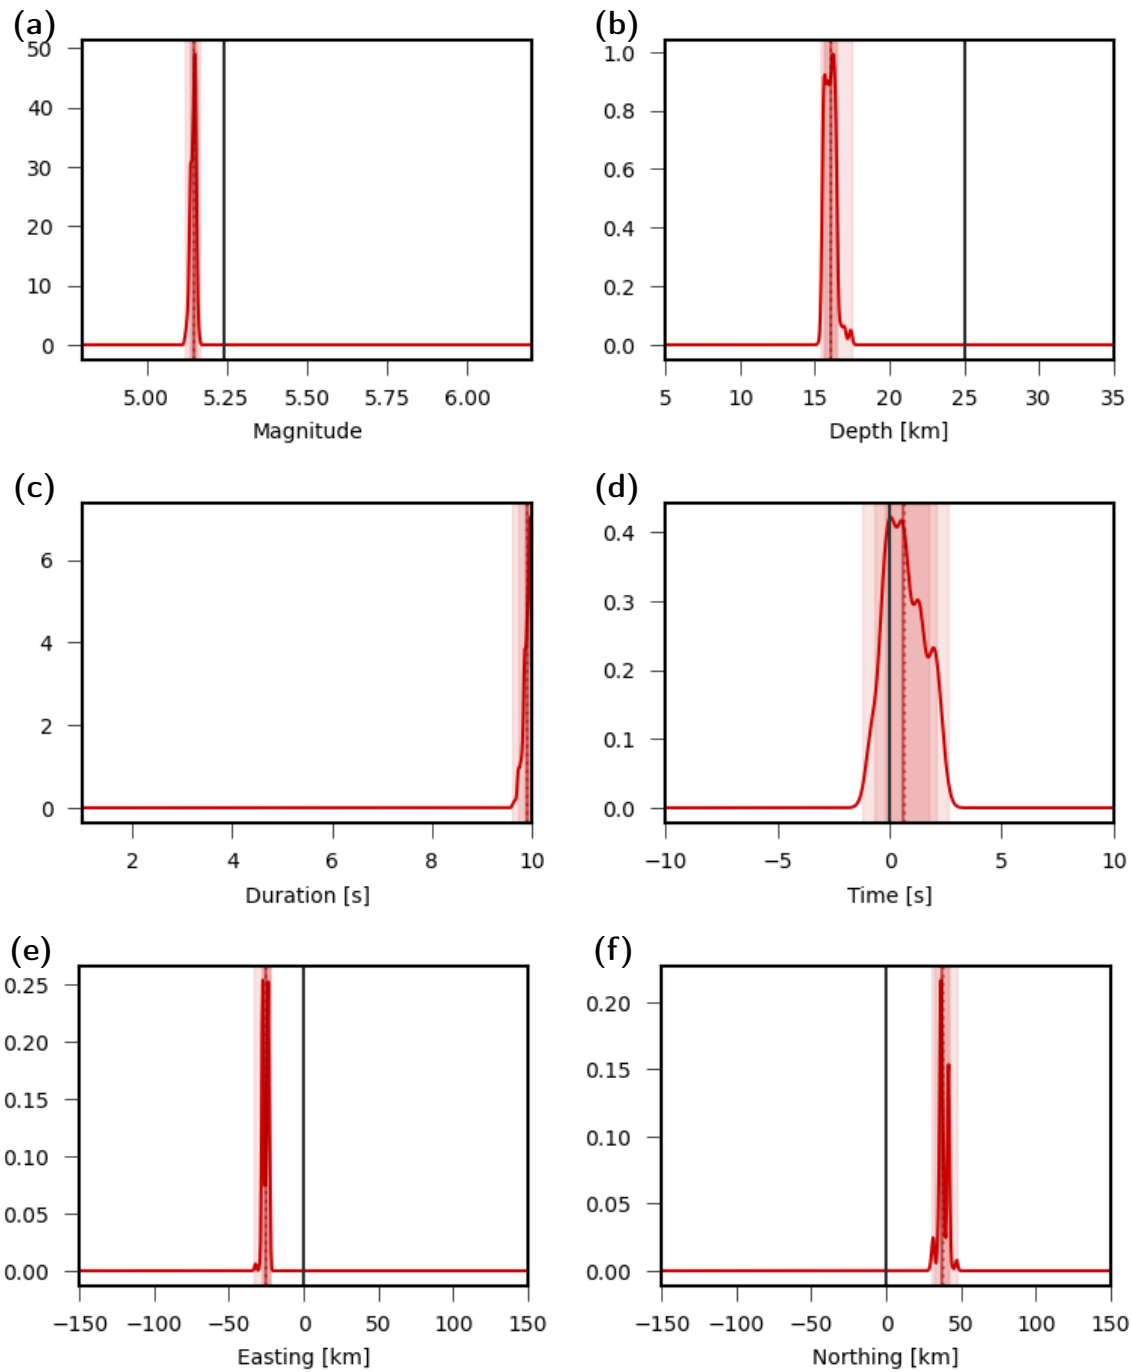 (a)
50
40
30
20
10
0
5.00 5.25 5.50 5.75 6.00
Magnitude
(b)
1.0
0.8
0.6
0.4
0.2
0.0
5 10 15 20 25 30 35
Depth [km]
(c)
6
4
2
0
2 4 6 8 10
Duration [s]
(d)
0.4
0.3
0.2
0.1
0.0
−10 −5 0 5 10
Time [s]
(e)
0.25
0.20
0.15
0.10
0.05
0.00
−150 −100 −50 0 50 100 150
Easting [km]
(f)
0.20
0.15
0.10
0.05
0.00
−150 −100 −50 0 50 100 150
Northing [km]